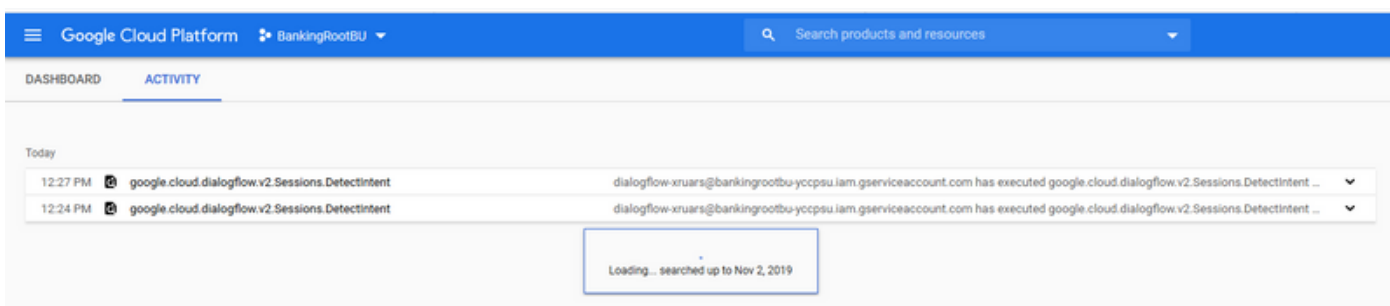 Google Cloud Platform BankingRootBU Search products and resources
DASHBOARD ACTIVITY
Today
12:27 PM google.cloud.dialogflow.v2.Sessions.DetectIntent dialogflow-xruars@bankingrootbu-yccpsu.iam.gserviceaccount.com has executed google.cloud.dialogflow.v2.Sessions.DetectIntent ...
12:24 PM google.cloud.dialogflow.v2.Sessions.DetectIntent dialogflow-xruars@bankingrootbu-yccpsu.iam.gserviceaccount.com has executed google.cloud.dialogflow.v2.Sessions.DetectIntent ...
Loading... searched up to Nov 2, 2019